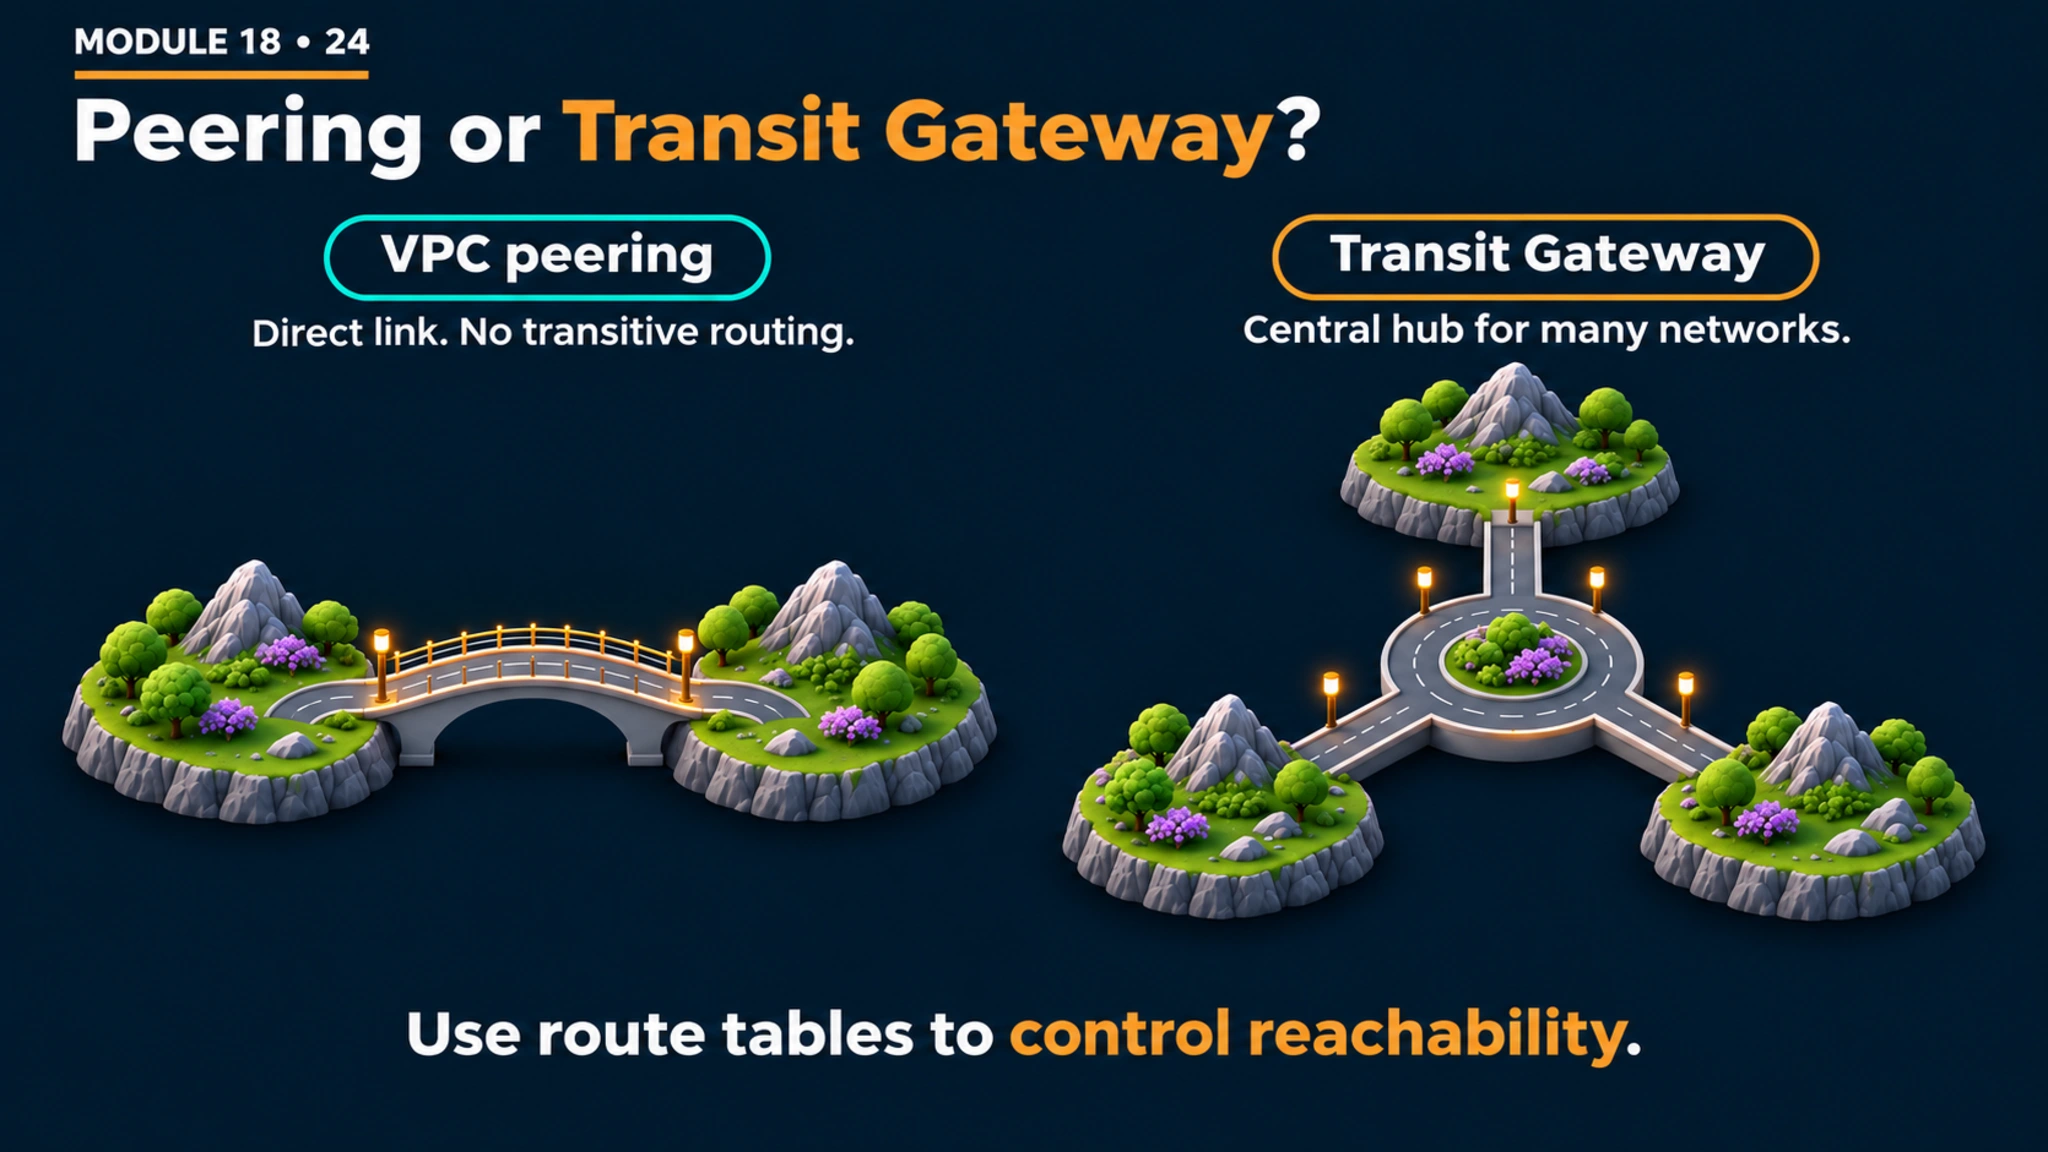 MODULE 18 • 24
Peering or Transit Gateway?
VPC peering
Direct link. No transitive routing.
Transit Gateway
Central hub for many networks.
Use route tables to control reachability.